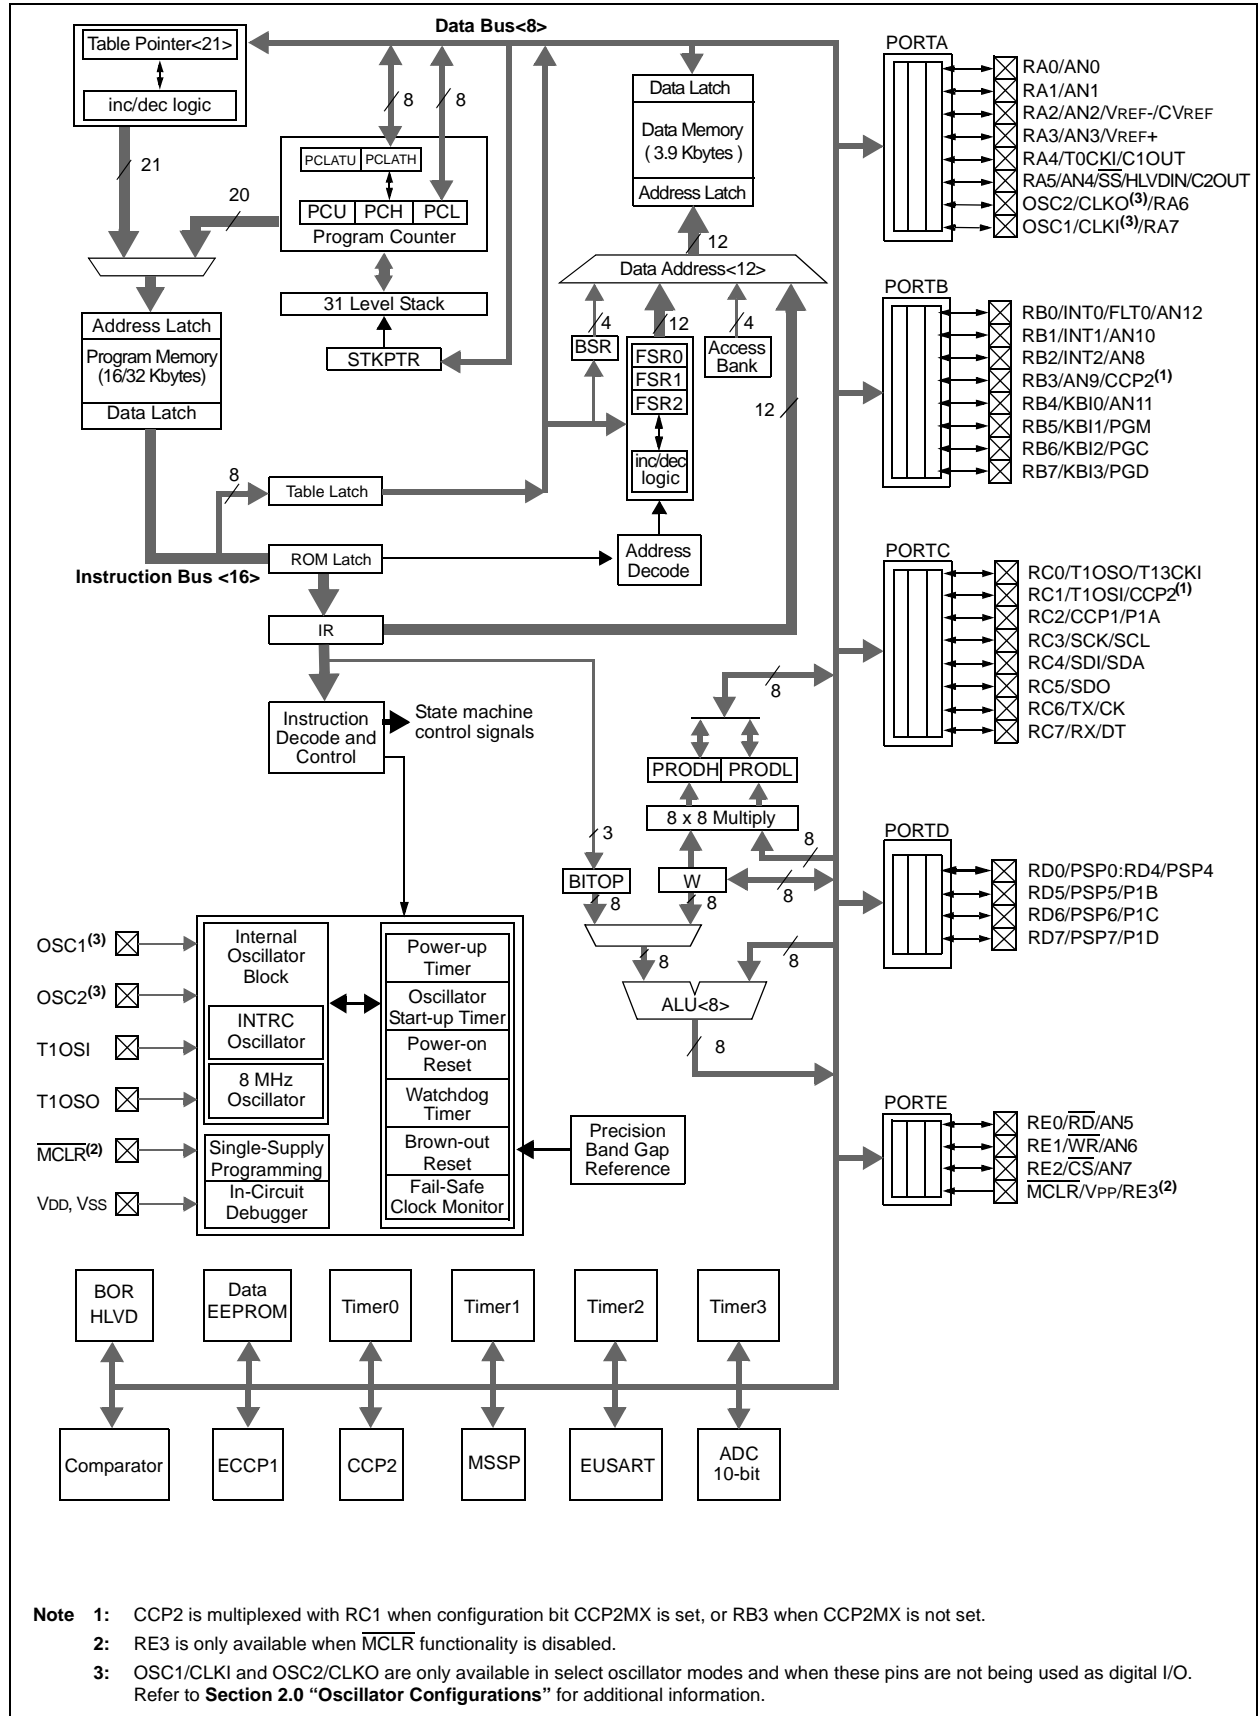 Data Bus<8>
Table Pointer<21>
inc/dec logic
21
8
8
PCLATU PCLATH
PCU PCH PCL
Program Counter
20
31 Level Stack
STKPTR
Address Latch
Program Memory
(16/32 Kbytes)
Data Latch
8
Table Latch
ROM Latch
Instruction Bus <16>
IR
Data Latch
Data Memory
( 3.9 Kbytes )
Address Latch
12
Data Address<12>
4
12
4
BSR
FSR0
FSR1
FSR2
inc/dec
logic
Access
Bank
12
Address
Decode
Instruction
Decode and
Control
State machine
control signals
8
PRODH PRODL
8 x 8 Multiply
3
8
BITOP
W
8
8
8
8
8
ALU<8>
8
OSC1(3)
OSC2(3)
T1OSI
T1OSO
MCLR(2)
VDD, VSS
Internal
Oscillator
Block
INTRC
Oscillator
8 MHz
Oscillator
Single-Supply
Programming
In-Circuit
Debugger
Power-up
Timer
Oscillator
Start-up Timer
Power-on
Reset
Watchdog
Timer
Brown-out
Reset
Fail-Safe
Clock Monitor
Precision
Band Gap
Reference
PORTA
RA0/AN0
RA1/AN1
RA2/AN2/VREF-/CVREF
RA3/AN3/VREF+
RA4/T0CKI/C1OUT
RA5/AN4/SS/HLVDIN/C2OUT
OSC2/CLKO(3)/RA6
OSC1/CLKI(3)/RA7
PORTB
RB0/INT0/FLT0/AN12
RB1/INT1/AN10
RB2/INT2/AN8
RB3/AN9/CCP2(1)
RB4/KBI0/AN11
RB5/KBI1/PGM
RB6/KBI2/PGC
RB7/KBI3/PGD
PORTC
RC0/T1OSO/T13CKI
RC1/T1OSI/CCP2(1)
RC2/CCP1/P1A
RC3/SCK/SCL
RC4/SDI/SDA
RC5/SDO
RC6/TX/CK
RC7/RX/DT
PORTD
RD0/PSP0:RD4/PSP4
RD5/PSP5/P1B
RD6/PSP6/P1C
RD7/PSP7/P1D
PORTE
RE0/RD/AN5
RE1/WR/AN6
RE2/CS/AN7
MCLR/VPP/RE3(2)
BOR
HLVD
Data
EEPROM
Timer0
Timer1
Timer2
Timer3
Comparator
ECCP1
CCP2
MSSP
EUSART
ADC
10-bit
Note 1: CCP2 is multiplexed with RC1 when configuration bit CCP2MX is set, or RB3 when CCP2MX is not set.
2: RE3 is only available when MCLR functionality is disabled.
3: OSC1/CLKI and OSC2/CLKO are only available in select oscillator modes and when these pins are not being used as digital I/O.
Refer to Section 2.0 “Oscillator Configurations” for additional information.